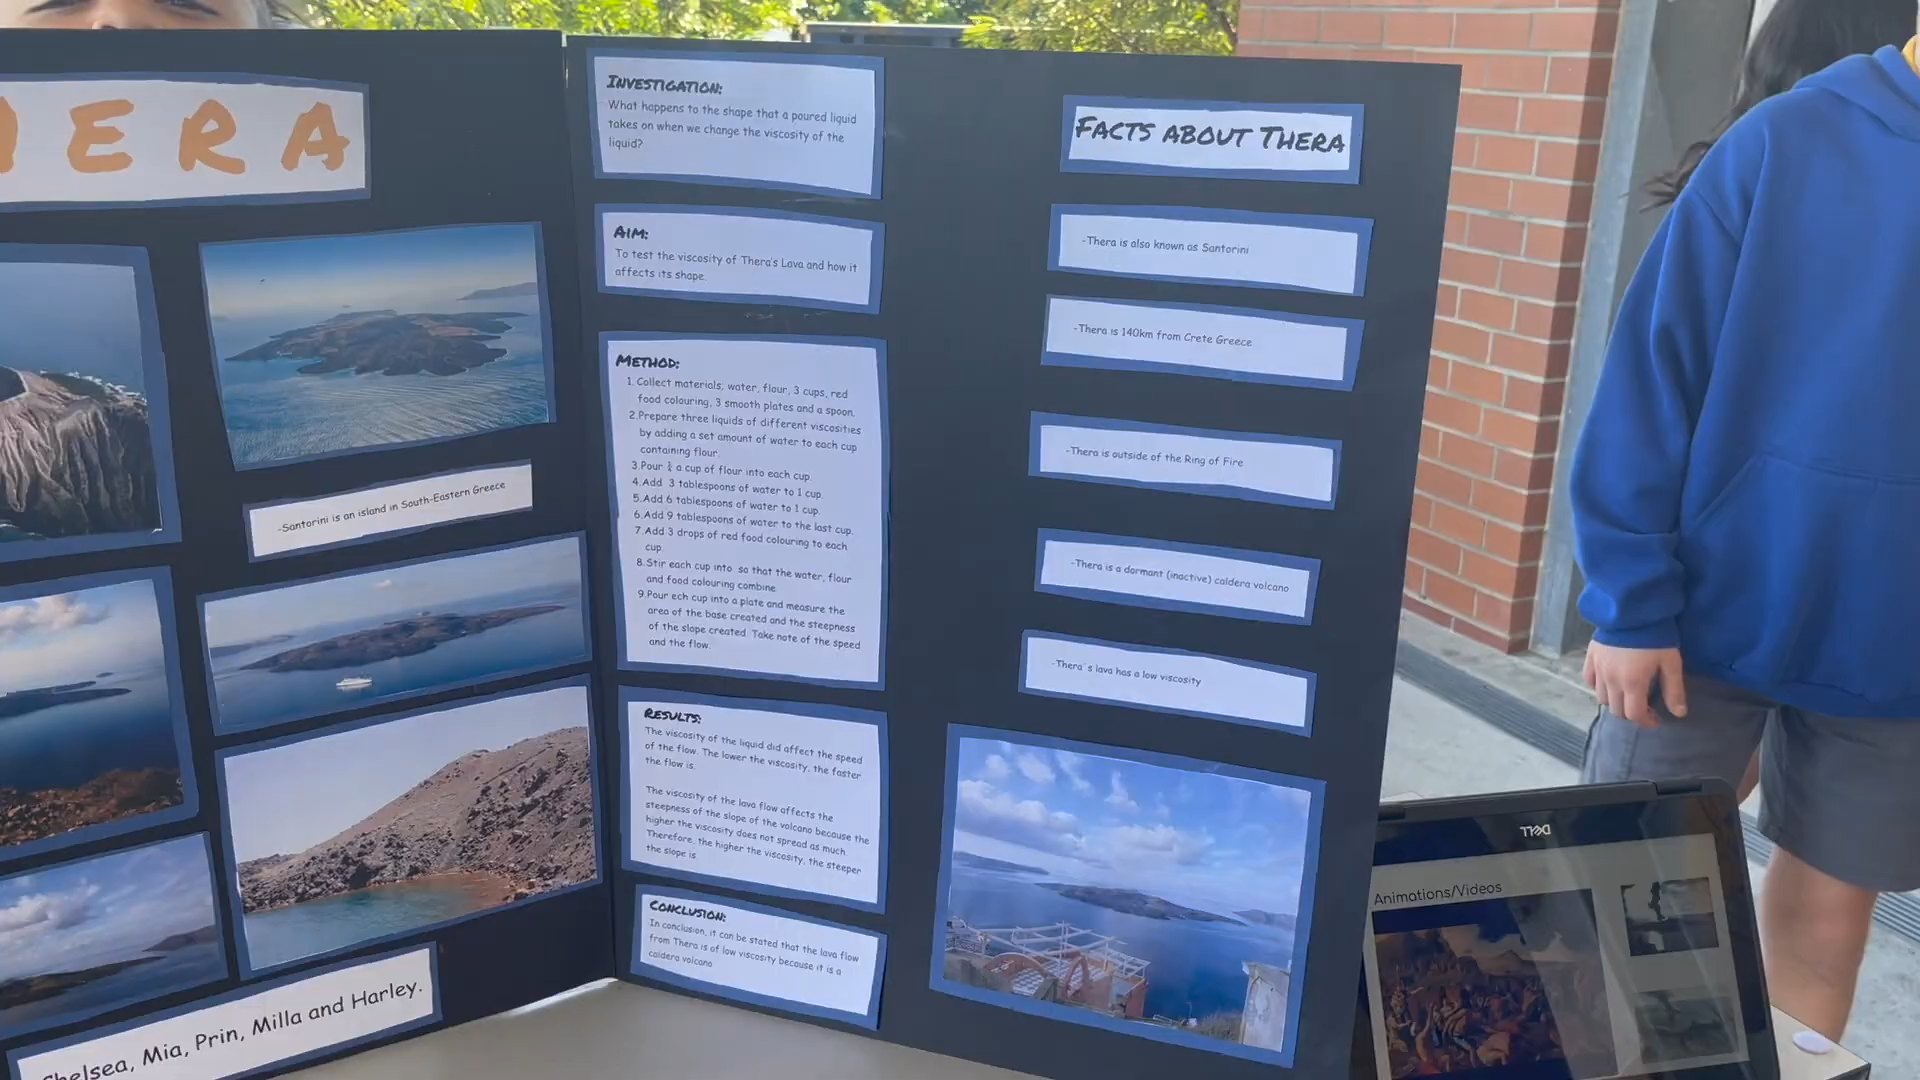 HERA
-Santorini is an island in South-Eastern Greece
Chelsea, Mia, Prin, Milla and Harley.
INVESTIGATION:
What happens to the shape that a poured liquid
takes on when we change the viscosity of the
liquid?
AIM:
To test the viscosity of Thera's Lava and how it
affects its shape.
METHOD:
1. Collect materials; water, flour, 3 cups, red
food colouring, 3 smooth plates and a spoon.
2. Prepare three liquids of different viscosities
by adding a set amount of water to each cup
containing flour.
3. Pour a cup of flour into each cup.
4. Add 3 tablespoons of water to 1 cup.
5. Add 6 tablespoons of water to 1 cup.
6. Add 9 tablespoons of water to the last cup.
7. Add 3 drops of red food colouring to each
cup.
8. Stir each cup into so that the water, flour
and food colouring combine.
9. Pour ech cup into a plate and measure the
area of the base created and the steepness
of the slope created. Take note of the speed
and the flow.
RESULTS:
The viscosity of the liquid did affect the speed
of the flow. The lower the viscosity, the faster
the flow is.
The viscosity of the lava flow affects the
steepness of the slope of the volcano because the
higher the viscosity does not spread as much.
Therefore, the higher the viscosity, the steeper
the slope is
CONCLUSION:
In conclusion, it can be stated that the lava flow
from Thera is of low viscosity because it is a
caldera volcano
FACTS ABOUT THERA
-Thera is also known as Santorini
-Thera is 140km from Crete Greece
-Thera is outside of the Ring of Fire
-Thera is a dormant (inactive) caldera volcano
-Thera's lava has a low viscosity
DELL
Animations/Videos